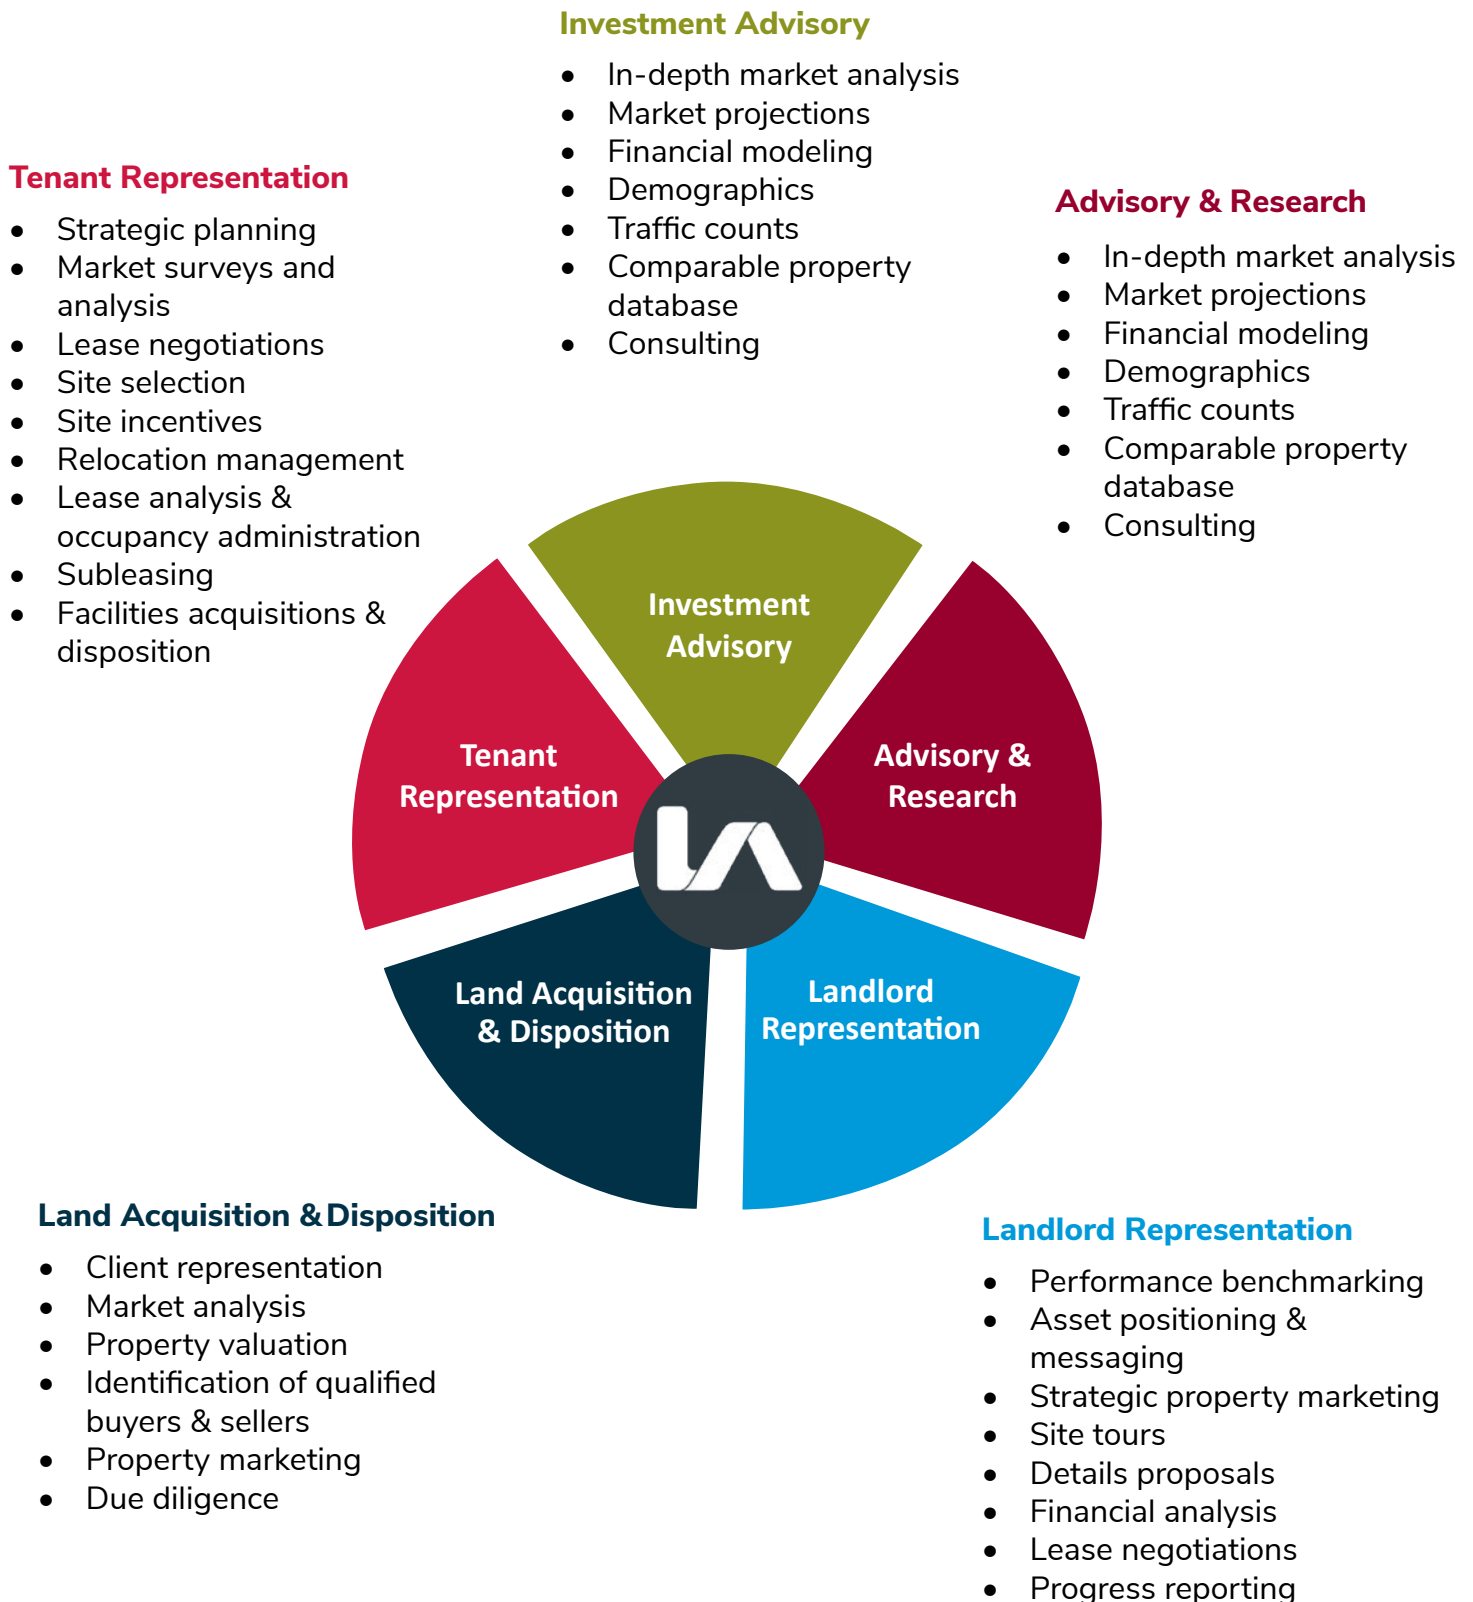 Investment Advisory
• In-depth market analysis
• Market projections
• Financial modeling
• Demographics
• Traffic counts
• Comparable property
database
• Consulting
Tenant Representation
• Strategic planning
• Market surveys and
analysis
• Lease negotiations
• Site selection
• Site incentives
• Relocation management
• Lease analysis &
occupancy administration
• Subleasing
• Facilities acquisitions &
disposition
Advisory & Research
• In-depth market analysis
• Market projections
• Financial modeling
• Demographics
• Traffic counts
• Comparable property
database
• Consulting
Investment
Advisory
Tenant
Representation
Advisory &
Research
LA
Land Acquisition
& Disposition
Landlord
Representation
Land Acquisition & Disposition
• Client representation
• Market analysis
• Property valuation
• Identification of qualified
buyers & sellers
• Property marketing
• Due diligence
Landlord Representation
• Performance benchmarking
• Asset positioning &
messaging
• Strategic property marketing
• Site tours
• Details proposals
• Financial analysis
• Lease negotiations
• Progress reporting